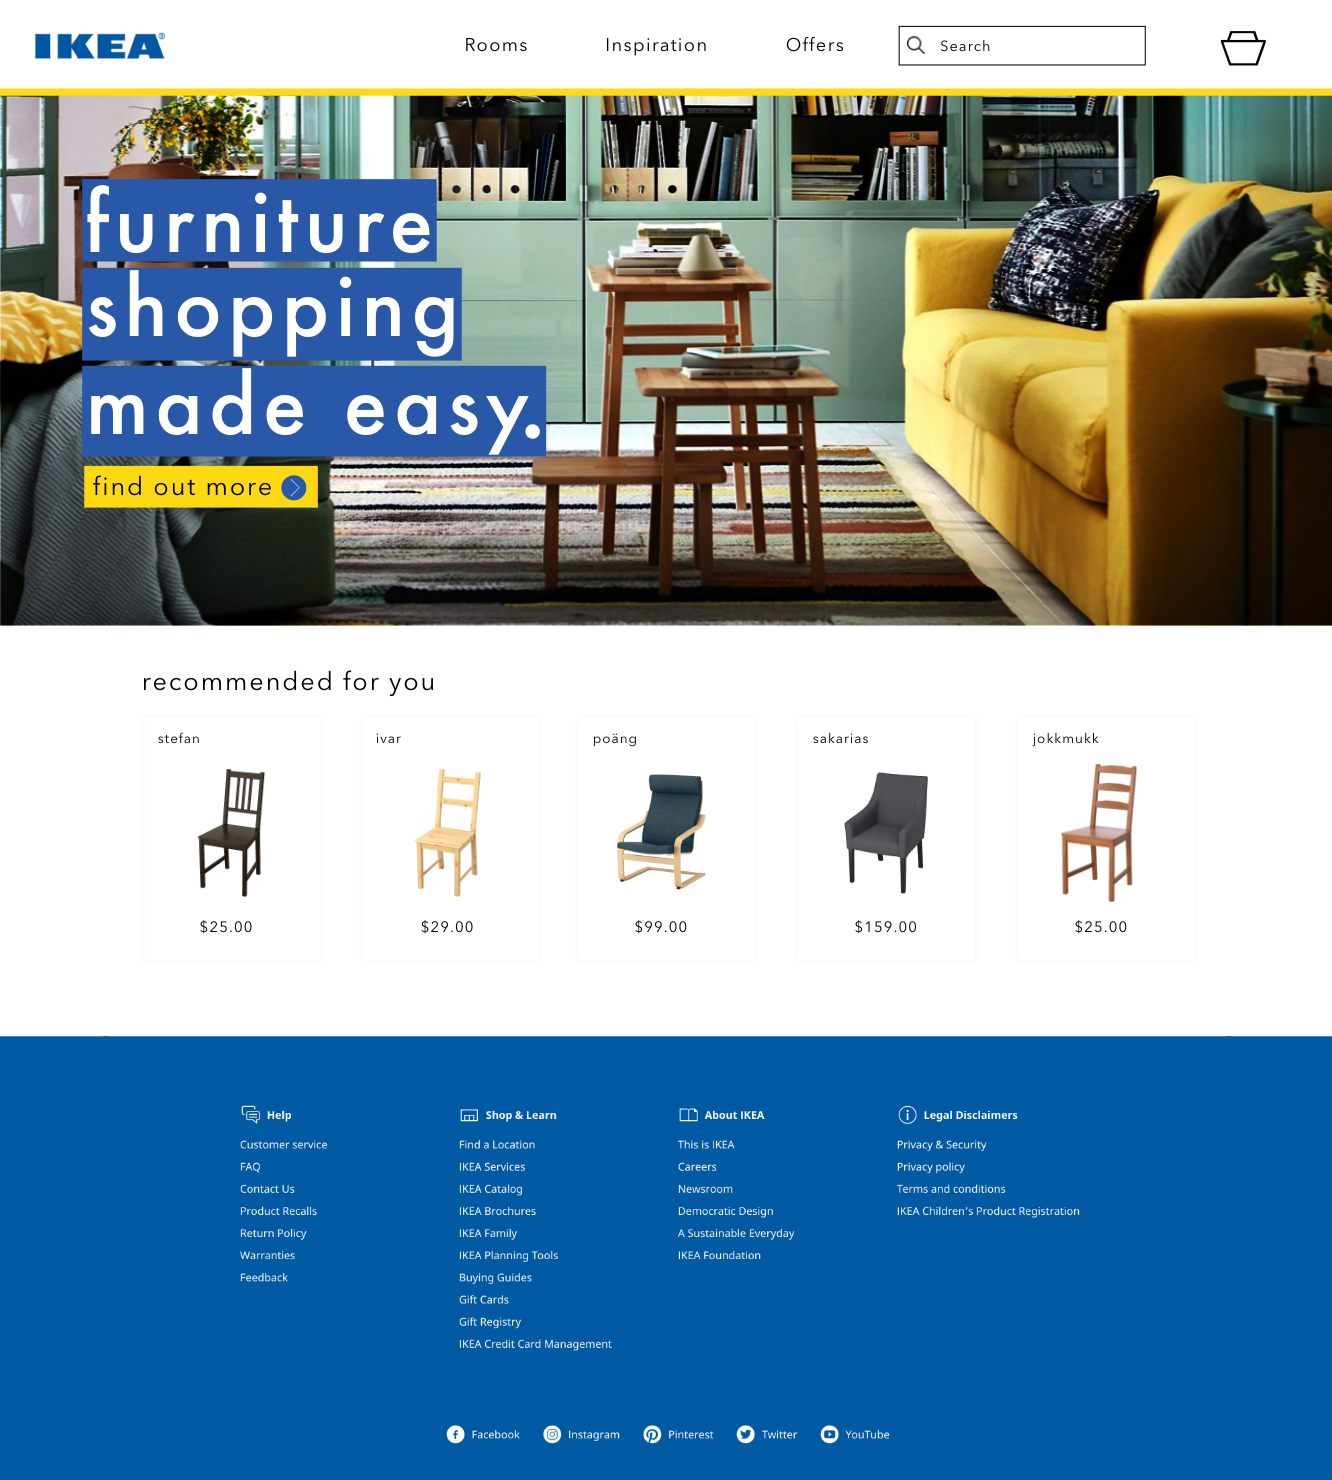 IKEA®
Rooms
Inspiration
Offers
Search
furniture
shopping
made easy.
find out more
recommended for you
stefan
$25.00
ivar
$29.00
poäng
$99.00
sakarias
$159.00
jokkmukk
$25.00
Help
Customer service
FAQ
Contact Us
Product Recalls
Return Policy
Warranties
Feedback
Shop & Learn
Find a Location
IKEA Services
IKEA Catalog
IKEA Brochures
IKEA Family
IKEA Planning Tools
Buying Guides
Gift Cards
Gift Registry
IKEA Credit Card Management
About IKEA
This is IKEA
Careers
Newsroom
Democratic Design
A Sustainable Everyday
IKEA Foundation
Legal Disclaimers
Privacy & Security
Privacy policy
Terms and conditions
IKEA Children's Product Registration
Facebook
Instagram
Pinterest
Twitter
YouTube